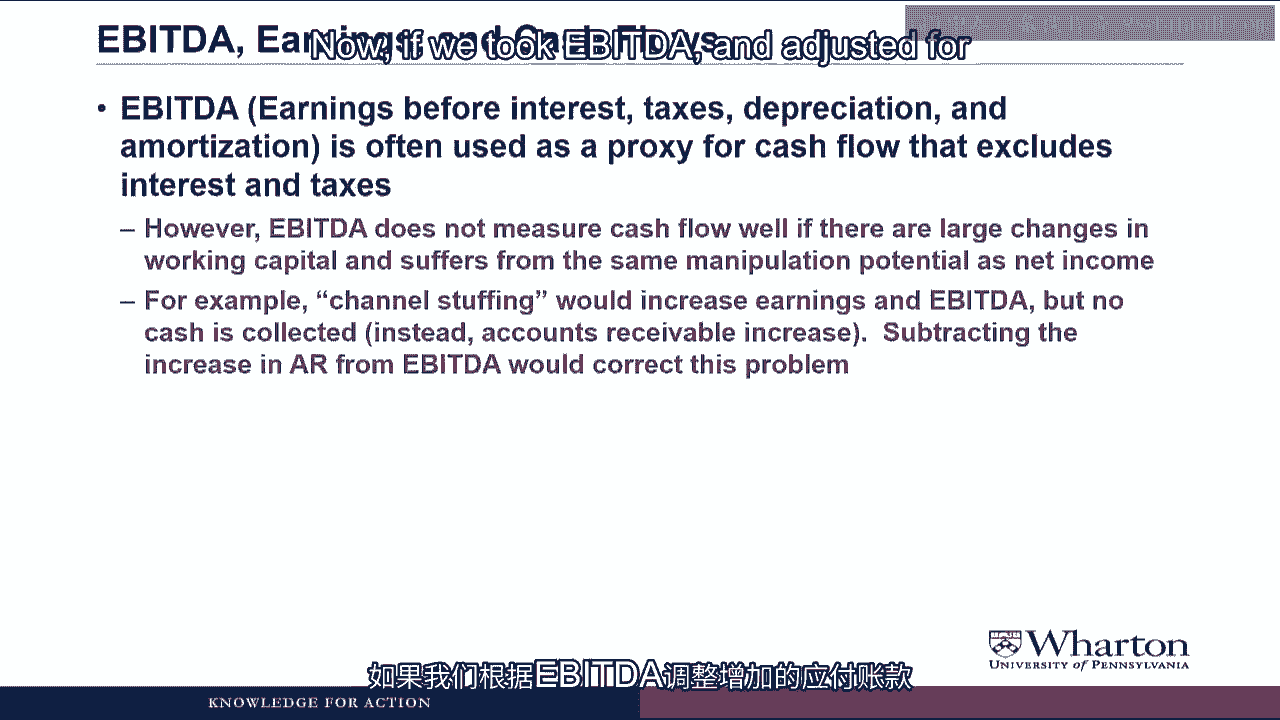 EBITDA, Earnings and Cash Flows
Now, if we took EBITDA, and adjusted for
• EBITDA (Earnings before interest, taxes, depreciation, and
amortization) is often used as a proxy for cash flow that excludes
interest and taxes
– However, EBITDA does not measure cash flow well if there are large changes in
working capital and suffers from the same manipulation potential as net income
– For example, “channel stuffing” would increase earnings and EBITDA, but no
cash is collected (instead, accounts receivable increase).  Subtracting the
increase in AR from EBITDA would correct this problem
Wharton
UNIVERSITY of PENNSYLVANIA
如果我们根据EBITDA调整增加的应付账款
KNOWLEDGE FOR ACTION